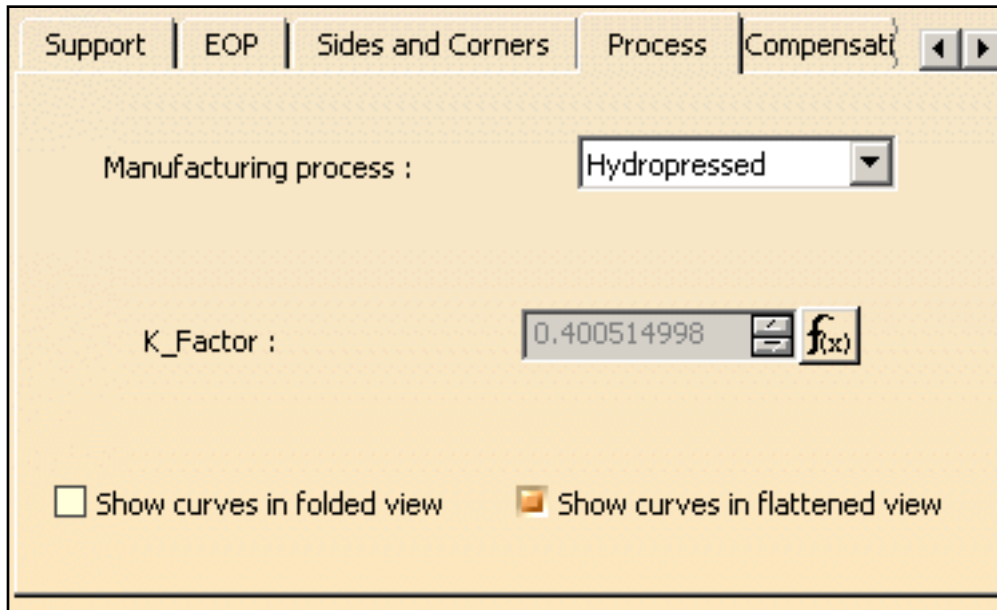 Support EOP Sides and Corners Process Compensati
Manufacturing process : Hydropressed
K_Factor : 0.400514998 f(x)
Show curves in folded view Show curves in flattened view